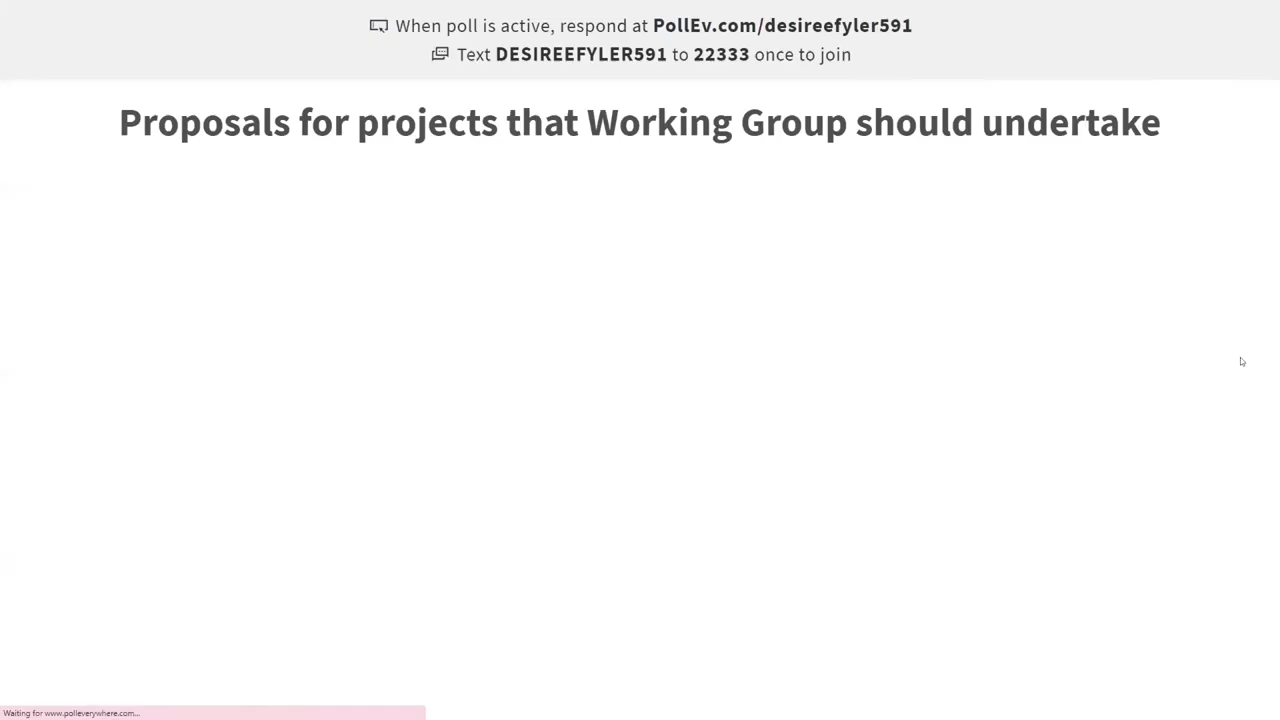 When poll is active, respond at PollEv.com/desireefyler591
Text DESIREEFYLER591 to 22333 once to join
Proposals for projects that Working Group should undertake
Waiting for www.polleverywhere.com...